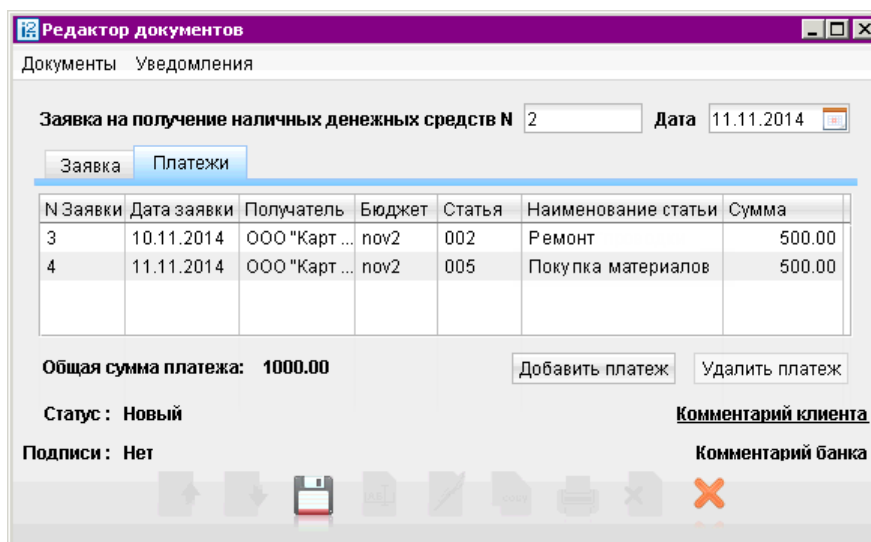 Редактор документов
Документы Уведомления
Заявка на получение наличных денежных средств N 2 Дата 11.11.2014
Заявка Платежи
N Заявки Дата заявки Получатель Бюджет Статья Наименование статьи Сумма
3 10.11.2014 ООО "Карт ... nov2 002 Ремонт 500.00
4 11.11.2014 ООО "Карт ... nov2 005 Покупка материалов 500.00
Общая сумма платежа: 1000.00 Добавить платеж Удалить платеж
Статус : Новый Комментарий клиента
Подписи : Нет Комментарий банка